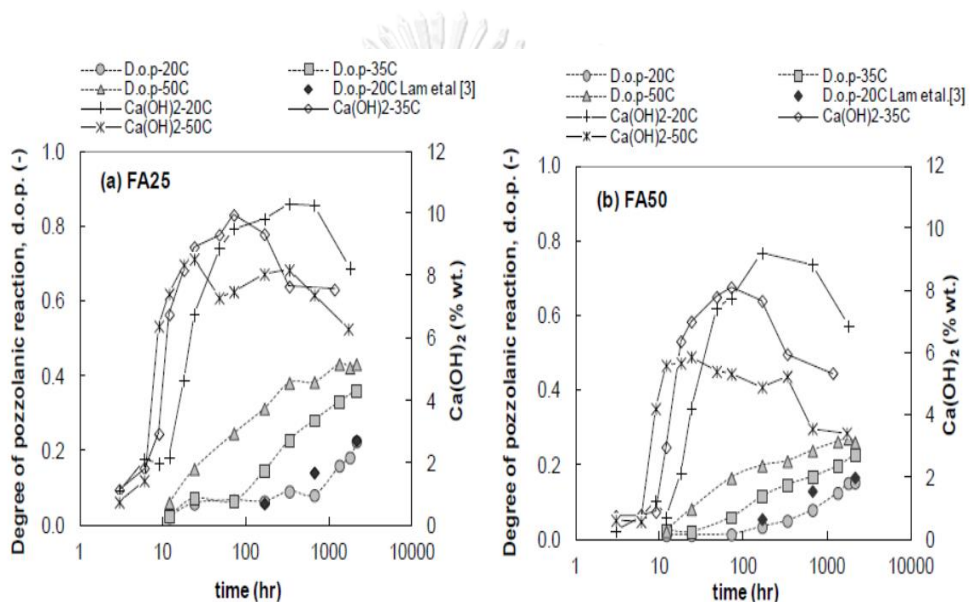 D.o.p-20C
D.o.p-35C
D.o.p-50C
D.o.p-20C Lam et al [3]
Ca(OH)2-20C
Ca(OH)2-35C
Ca(OH)2-50C
Degree of pozzolanic reaction, d.o.p. (-)
1.0
0.8
0.6
0.4
0.2
0.0
(a) FA25
12
10
8
6
4
2
0
Ca(OH)₂ (% wt.)
1
10
100
1000
10000
time (hr)
D.o.p-20C
D.o.p-35C
D.o.p-50C
D.o.p-20C Lam et al.[3]
Ca(OH)2-20C
Ca(OH)2-35C
Ca(OH)2-50C
Degree of pozzolanic reaction, d.o.p. (-)
1.0
0.8
0.6
0.4
0.2
0.0
(b) FA50
12
10
8
6
4
2
0
Ca(OH)₂ (% wt.)
1
10
100
1000
10000
time (hr)